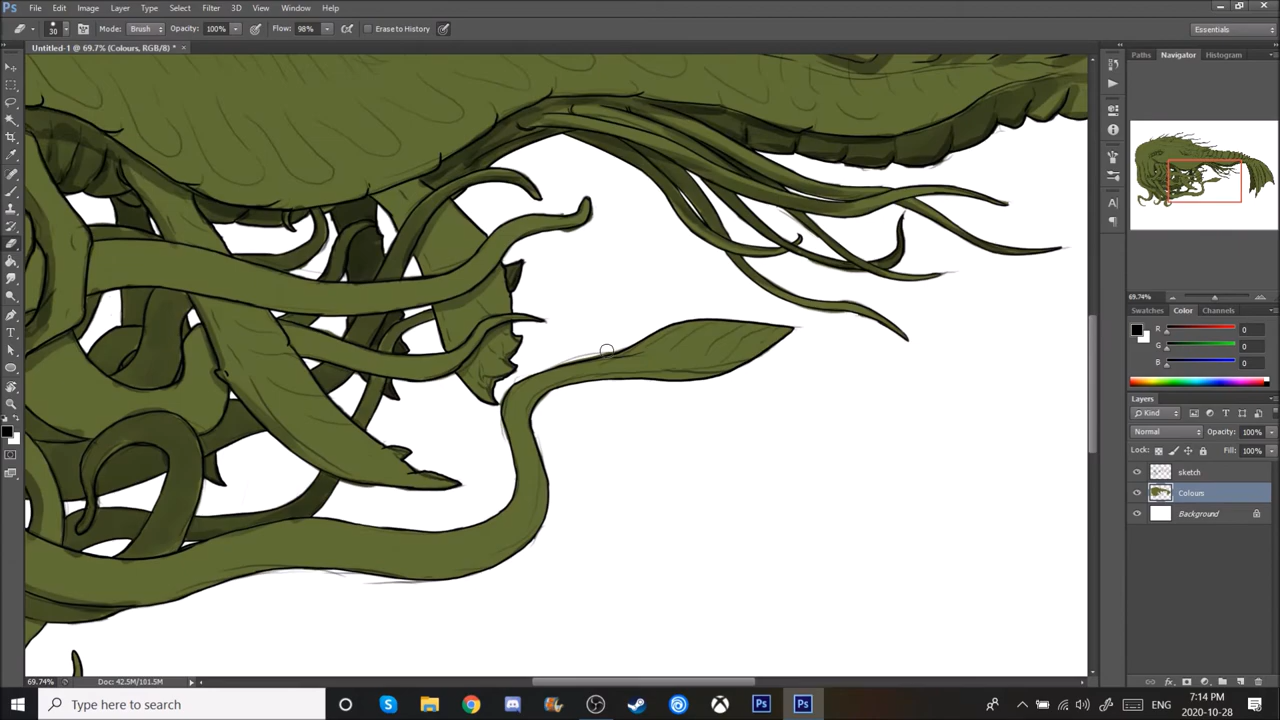 Ps File Edit Image Layer Type Select Filter 3D View Window Help
30 Mode: Brush Opacity: 100% Flow: 98% Erase to History Essentials
Untitled-1 @ 69.7% (Colours, RGB/8) * ×
Paths Navigator Histogram
69.74%
Swatches Color Channels
R 0
G 0
B 0
Layers
Kind
Normal Opacity: 100%
Lock: Fill: 100%
sketch
Colours
Background
69.74% Doc: 42.5M/101.5M
Type here to search
ENG
7:14 PM
2020-10-28